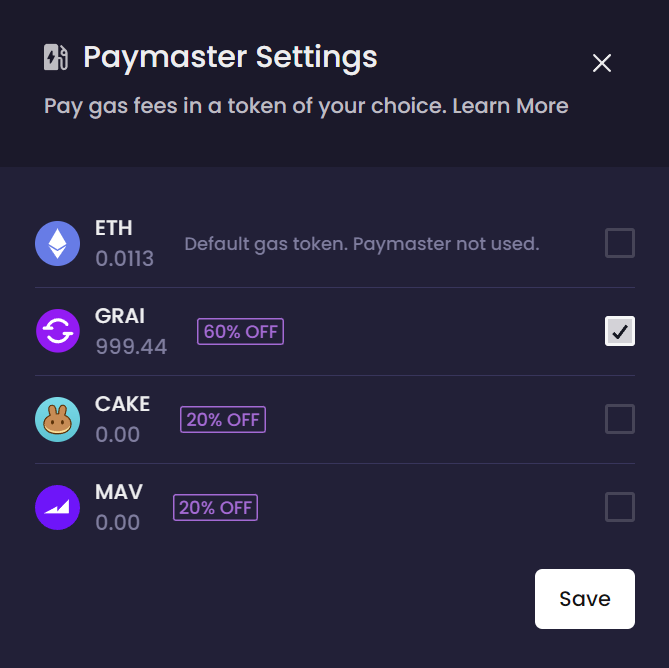 Paymaster Settings
Pay gas fees in a token of your choice. Learn More
ETH
0.0113
Default gas token. Paymaster not used.
GRAI
999.44
60% OFF
CAKE
0.00
20% OFF
MAV
0.00
20% OFF
Save